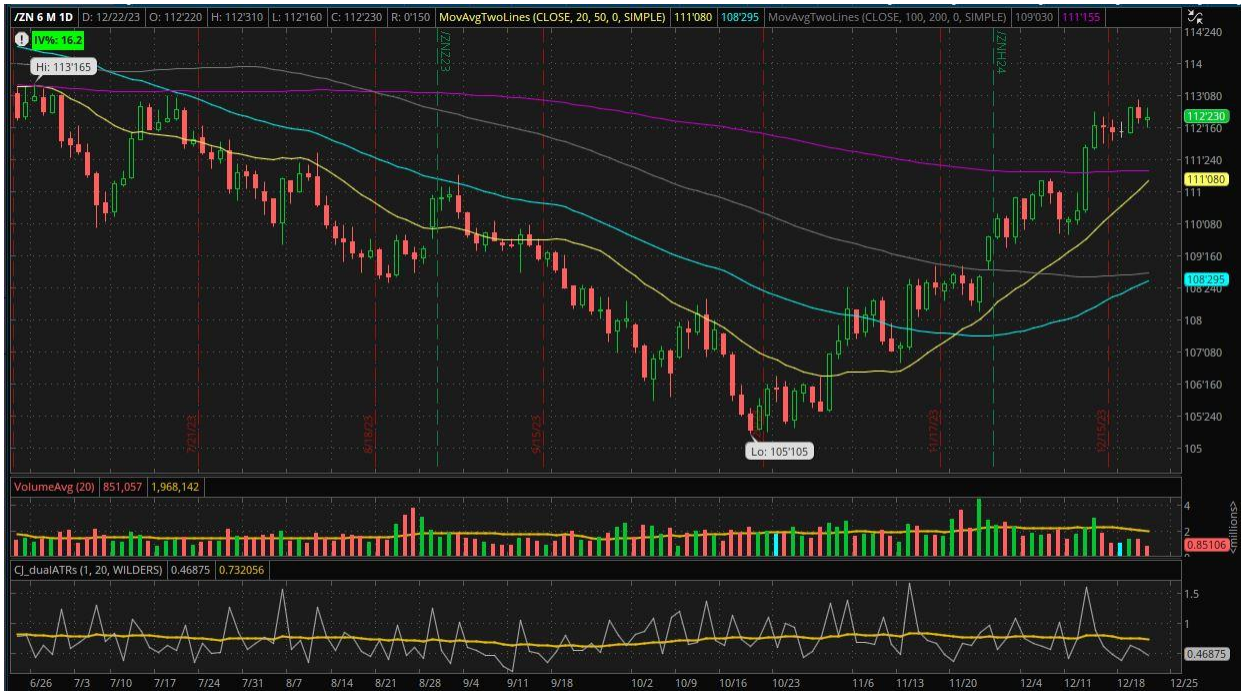 /ZN 6 M 1D D: 12/22/23 O: 112'220 H: 112'310 L: 112'160 C: 112'230 R: 0'150 MovAvgTwoLines (CLOSE, 20, 50, 0, SIMPLE) 111'080 108'295 MovAvgTwoLines (CLOSE, 100, 200, 0, SIMPLE) 109'030 111'155
IV%: 16.2
Hi: 113'165
/ZNZ23
/ZNH24
114'240
114
113'080
112'230
112'160
111'240
111'080
111
110'080
109'160
108'295
108'240
108
107'080
106'160
105'240
105
7/21/23
8/18/23
9/15/23
11/17/23
12/15/23
Lo: 105'105
VolumeAvg (20) 851,057 1,968,142
4
2
0.85106
<millions>
CJ_dualATRs (1, 20, WILDERS) 0.46875 0.732056
1.5
1
0.46875
6/26 7/3 7/10 7/17 7/24 7/31 8/7 8/14 8/21 8/28 9/4 9/11 9/18 10/2 10/9 10/16 10/23 11/6 11/13 11/20 12/4 12/11 12/18 12/25